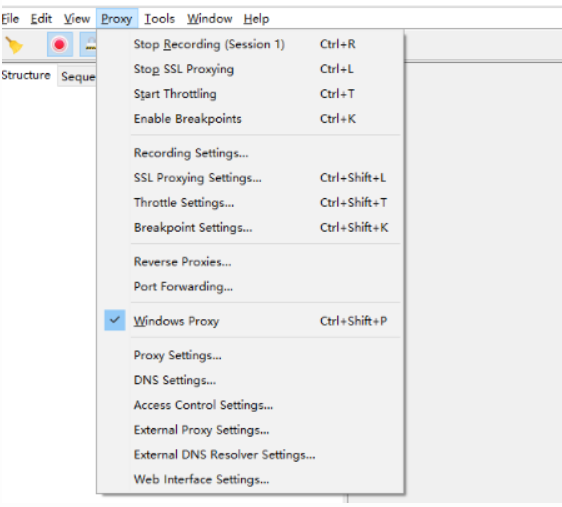 File Edit View Proxy Tools Window Help
Structure Seque
Stop Recording (Session 1) Ctrl+R
Stop SSL Proxying Ctrl+L
Start Throttling Ctrl+T
Enable Breakpoints Ctrl+K
Recording Settings...
SSL Proxying Settings... Ctrl+Shift+L
Throttle Settings... Ctrl+Shift+T
Breakpoint Settings... Ctrl+Shift+K
Reverse Proxies...
Port Forwarding...
Windows Proxy Ctrl+Shift+P
Proxy Settings...
DNS Settings...
Access Control Settings...
External Proxy Settings...
External DNS Resolver Settings...
Web Interface Settings...